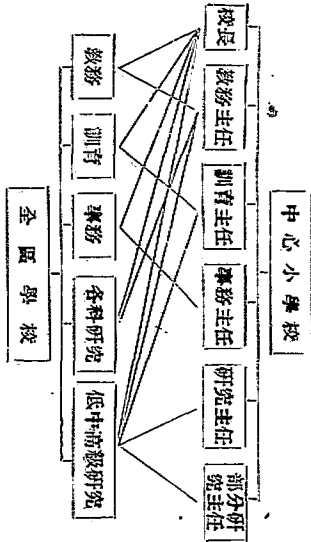 中心小學校
校長
教務主任
訓育主任
事務主任
研究主任
部分研
究主任
教務
訓育
事務
各科研究
低中高級研究
全區學校